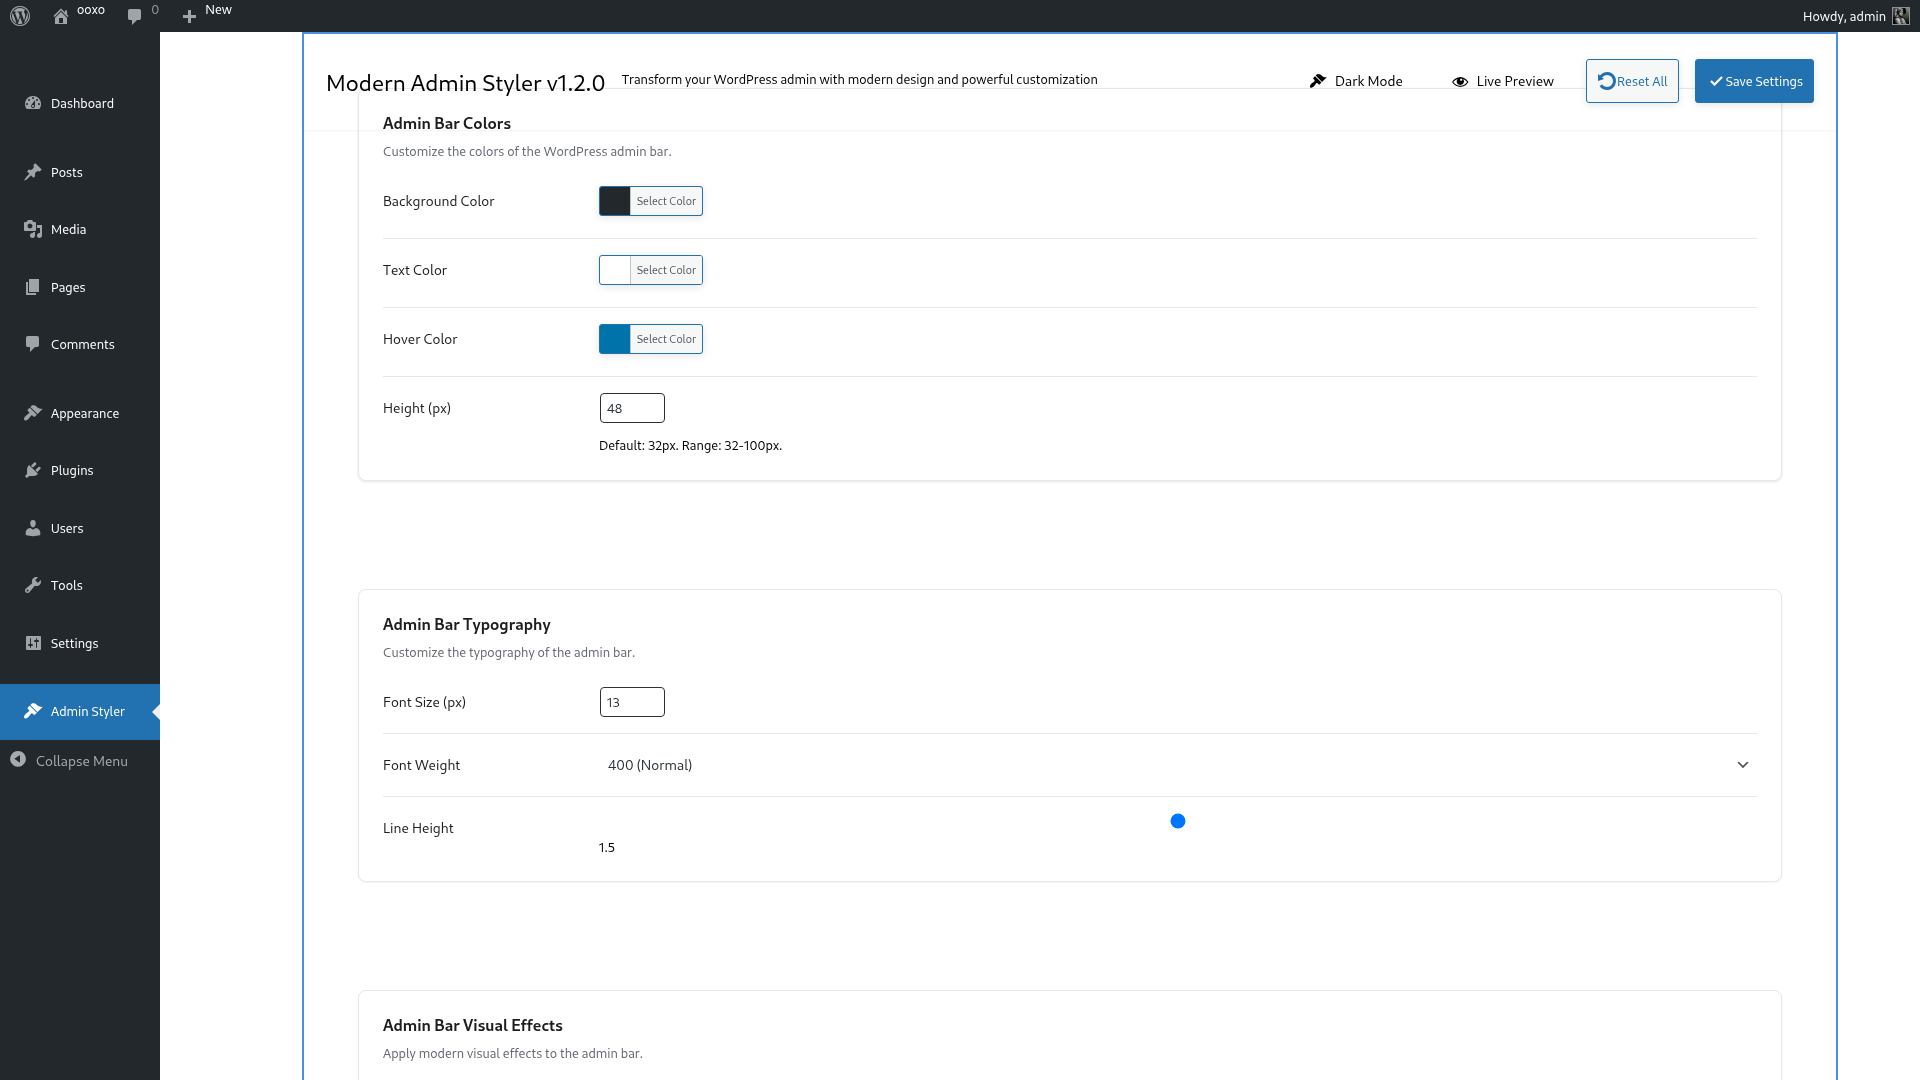 ooxo
0
New
Howdy, admin
Dashboard
Posts
Media
Pages
Comments
Appearance
Plugins
Users
Tools
Settings
Admin Styler
Collapse Menu
Modern Admin Styler v1.2.0
Transform your WordPress admin with modern design and powerful customization
Dark Mode
Live Preview
Reset All
Save Settings
Admin Bar Colors
Customize the colors of the WordPress admin bar.
Background Color
Select Color
Text Color
Select Color
Hover Color
Select Color
Height (px)
48
Default: 32px. Range: 32-100px.
Admin Bar Typography
Customize the typography of the admin bar.
Font Size (px)
13
Font Weight
400 (Normal)
Line Height
1.5
Admin Bar Visual Effects
Apply modern visual effects to the admin bar.